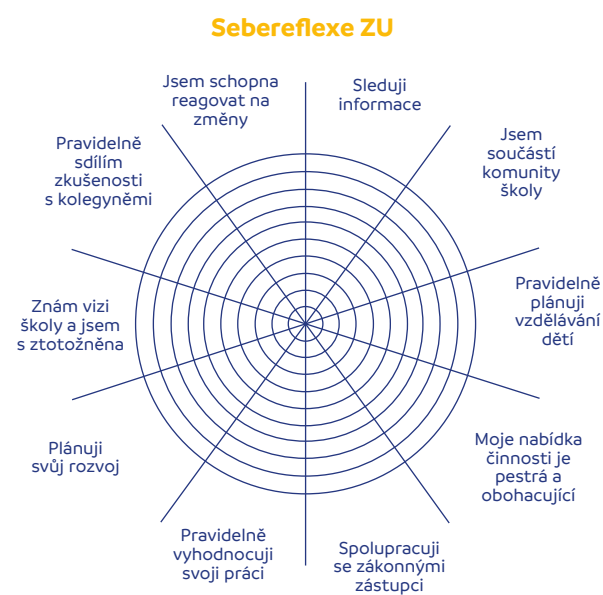 Sebereflexe ZU
Jsem schopna
reagovat na
změny
Sleduji
informace
Jsem
součástí
komunity
školy
Pravidelně
plánuji
vzdělávání
dětí
Moje nabídka
činnosti je
pestrá a
obohacující
Spolupracuji
se zákonnými
zástupci
Pravidelně
vyhodnocuji
svoji práci
Plánuji
svůj rozvoj
Znám vizi
školy a jsem
s ztotožněna
Pravidelně
sdílím
zkušenosti
s kolegyněmi